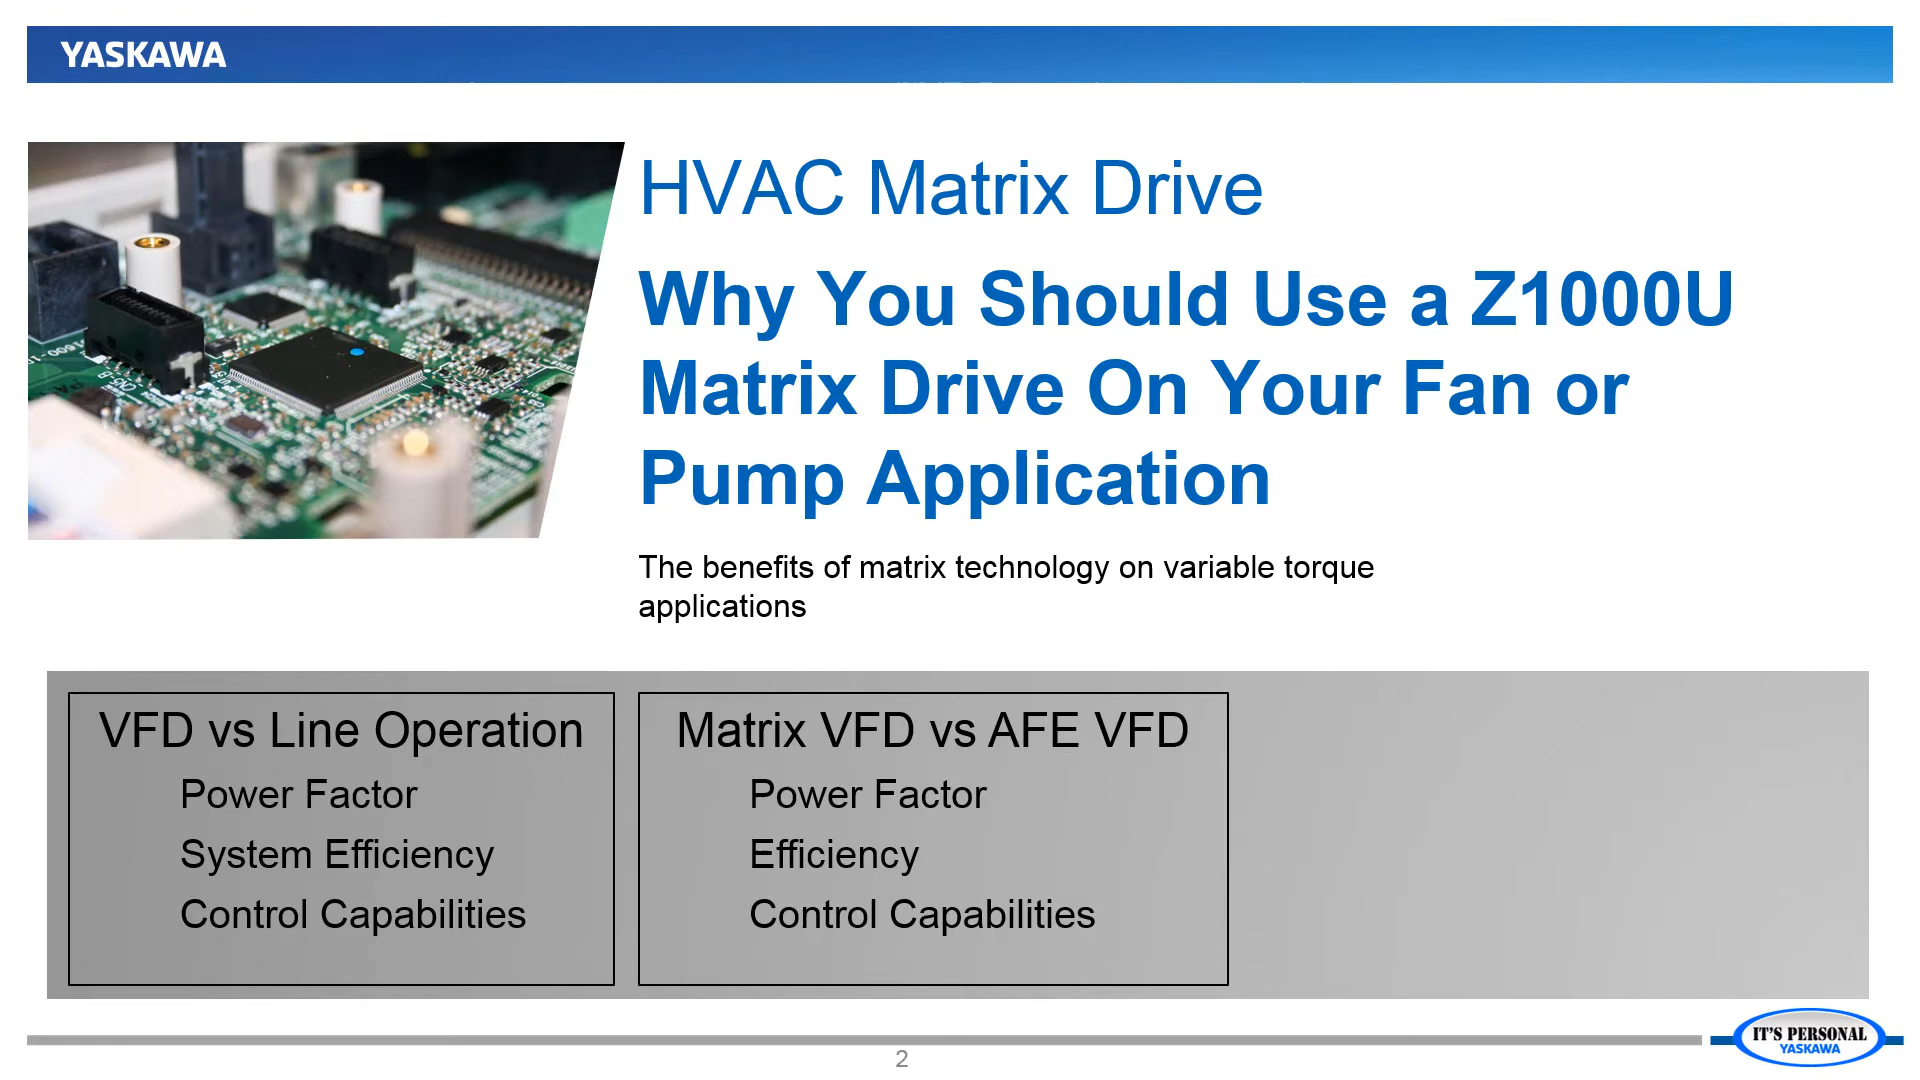 YASKAWA
HVAC Matrix Drive
Why You Should Use a Z1000U
Matrix Drive On Your Fan or
Pump Application
The benefits of matrix technology on variable torque
applications
VFD vs Line Operation
Power Factor
System Efficiency
Control Capabilities
Matrix VFD vs AFE VFD
Power Factor
Efficiency
Control Capabilities
IT'S PERSONAL
YASKAWA
2